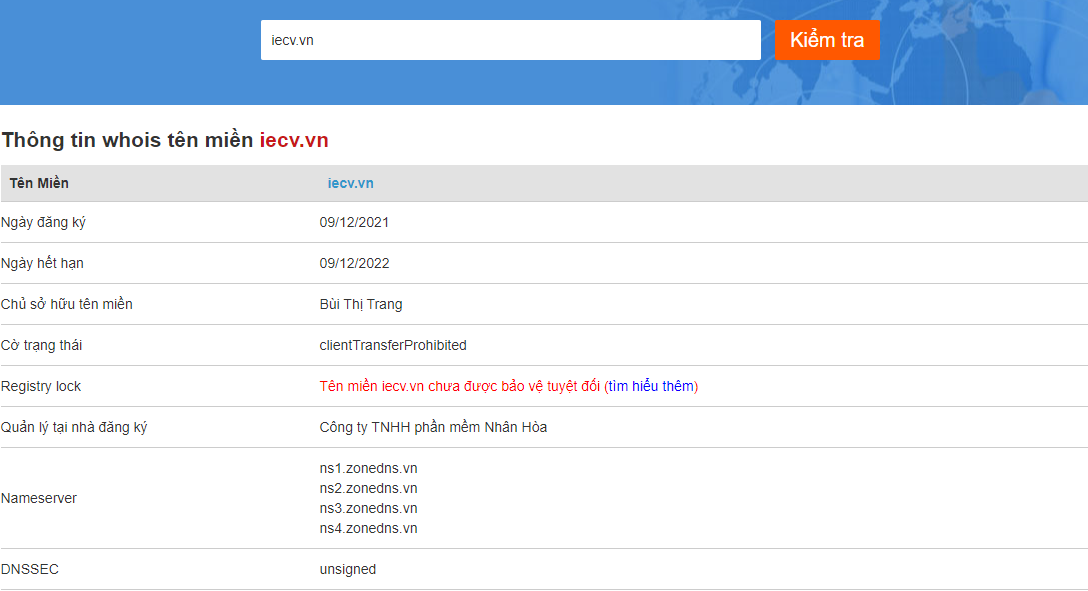 iecv.vn Kiểm tra
Thông tin whois tên miền iecv.vn
Tên Miền iecv.vn
Ngày đăng ký 09/12/2021
Ngày hết hạn 09/12/2022
Chủ sở hữu tên miền Bùi Thị Trang
Cờ trạng thái clientTransferProhibited
Registry lock Tên miền iecv.vn chưa được bảo vệ tuyệt đối (tìm hiểu thêm)
Quản lý tại nhà đăng ký Công ty TNHH phần mềm Nhân Hòa
Nameserver
ns1.zonedns.vn
ns2.zonedns.vn
ns3.zonedns.vn
ns4.zonedns.vn
DNSSEC unsigned